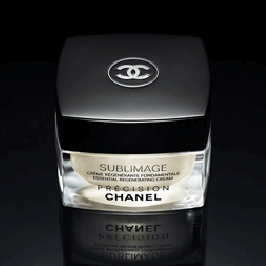 SUBLIMAGE
CRÈME RÉGÉNÉRANTE FONDAMENTALE
ESSENTIAL REGENERATING CREAM
PRÉCISION
CHANEL